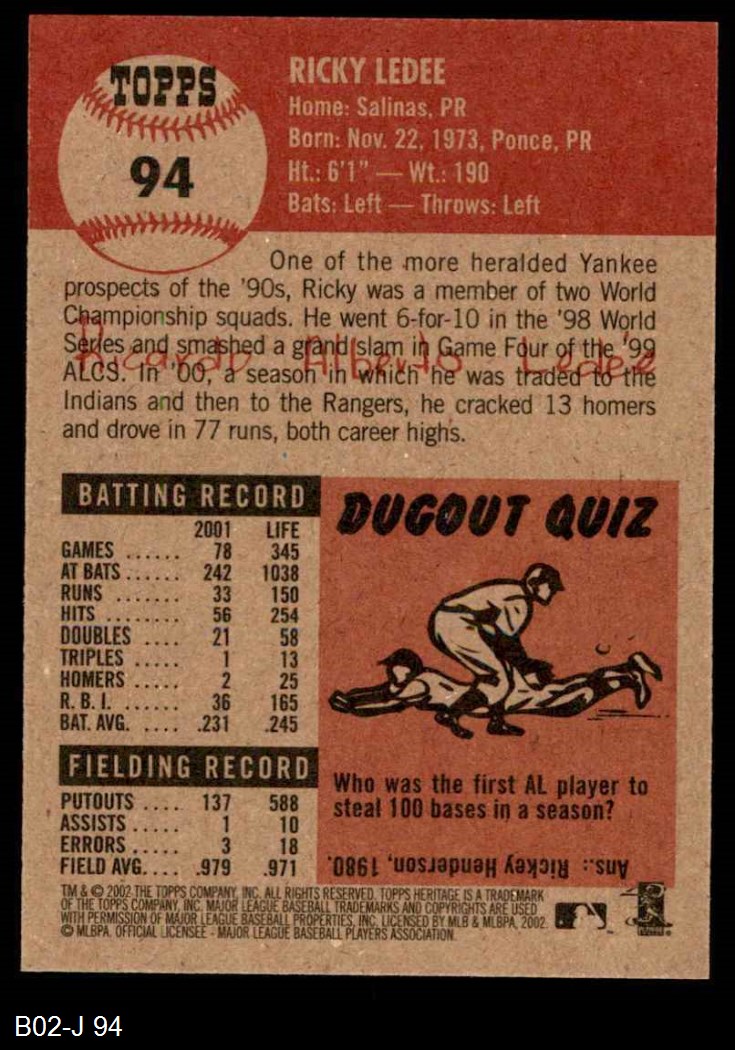 TOPPS
94
RICKY LEDEE
Home: Salinas, PR
Born: Nov. 22, 1973, Ponce, PR
Ht.: 6'1" — Wt.: 190
Bats: Left — Throws: Left
One of the more heralded Yankee
prospects of the '90s, Ricky was a member of two World
Championship squads. He went 6-for-10 in the '98 World
Series and smashed a grand slam in Game Four of the '99
Ricardo Alberto Ledee
ALCS. In '00, a season in which he was traded to the
Indians and then to the Rangers, he cracked 13 homers
and drove in 77 runs, both career highs.
BATTING RECORD
2001 LIFE
GAMES ...... 78 345
AT BATS ...... 242 1038
RUNS ....... 33 150
HITS ........ 56 254
DOUBLES .... 21 58
TRIPLES ..... 1 13
HOMERS ..... 2 25
R. B. I. ...... 36 165
BAT. AVG. .... .231 .245
FIELDING RECORD
PUTOUTS .... 137 588
ASSISTS ..... 1 10
ERRORS ..... 3 18
FIELD AVG.... .979 .971
DUGOUT QUIZ
Who was the first AL player to
steal 100 bases in a season?
Ans.: Rickey Henderson, 1980.
TM & © 2002 THE TOPPS COMPANY, INC. ALL RIGHTS RESERVED. TOPPS HERITAGE IS A TRADEMARK
OF THE TOPPS COMPANY, INC. MAJOR LEAGUE BASEBALL TRADEMARKS AND COPYRIGHTS ARE USED
WITH PERMISSION OF MAJOR LEAGUE BASEBALL PROPERTIES, INC. LICENSED BY MLB & MLBPA, 2002.
© MLBPA. OFFICIAL LICENSEE - MAJOR LEAGUE BASEBALL PLAYERS ASSOCIATION.
B02-J 94